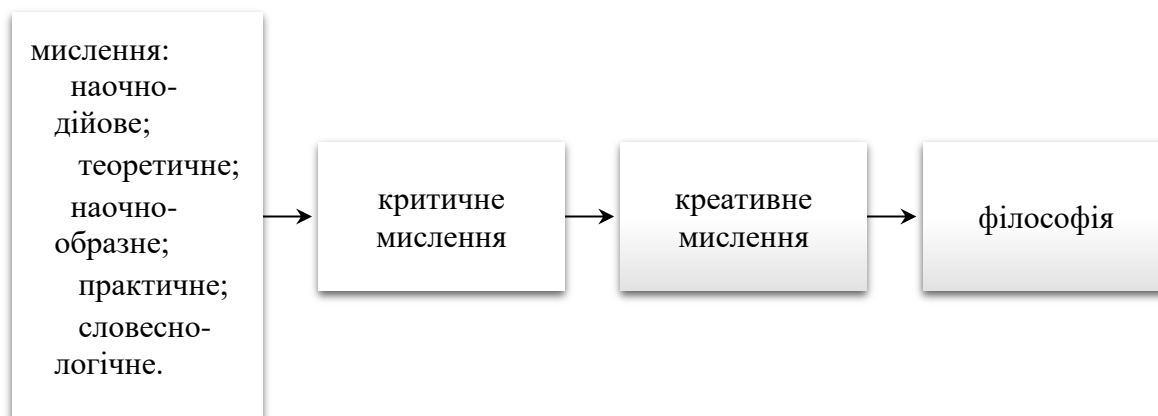 мислення:
наочно-
дійове;
теоретичне;
наочно-
образне;
практичне;
словесно-
логічне.
критичне
мислення
креативне
мислення
філософія